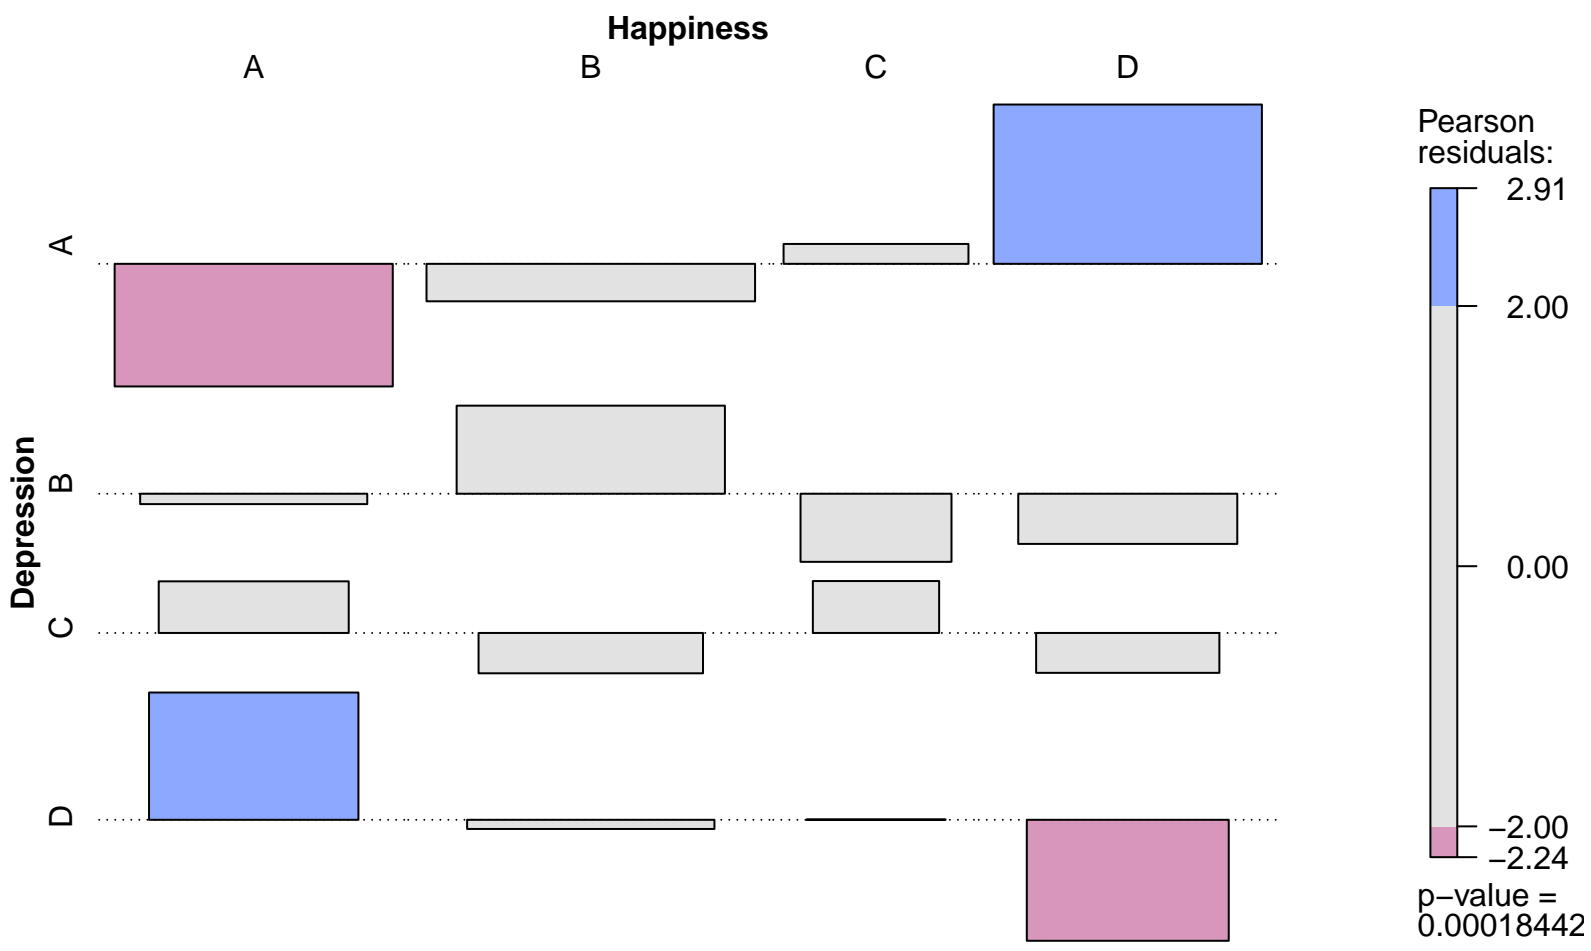 Happiness
A B C D
Depression
A
B
C
D
Pearson
residuals:
2.91
2.00
0.00
−2.00
−2.24
p−value =
0.00018442